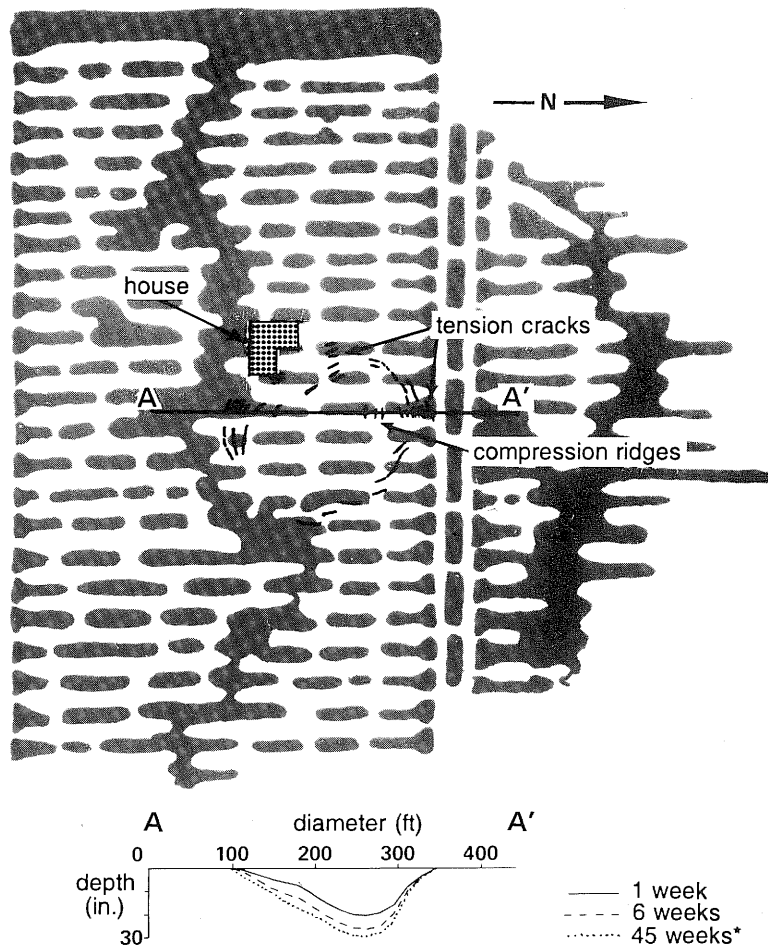 N
house
tension cracks
A
A'
compression ridges
A
diameter (ft)
A'
0 100 200 300 400
depth
(in.)
30
1 week
6 weeks
45 weeks*